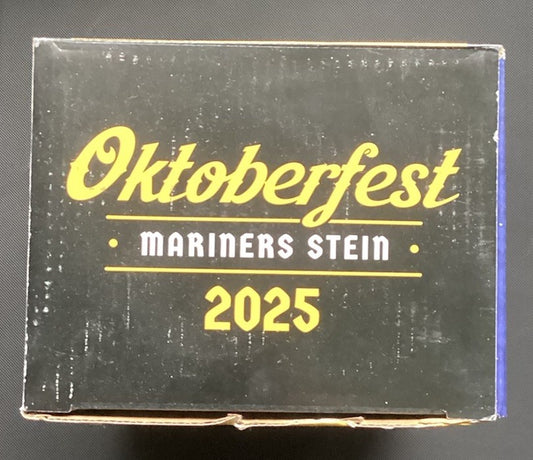 Oktoberfest
• MARINERS STEIN •
2025